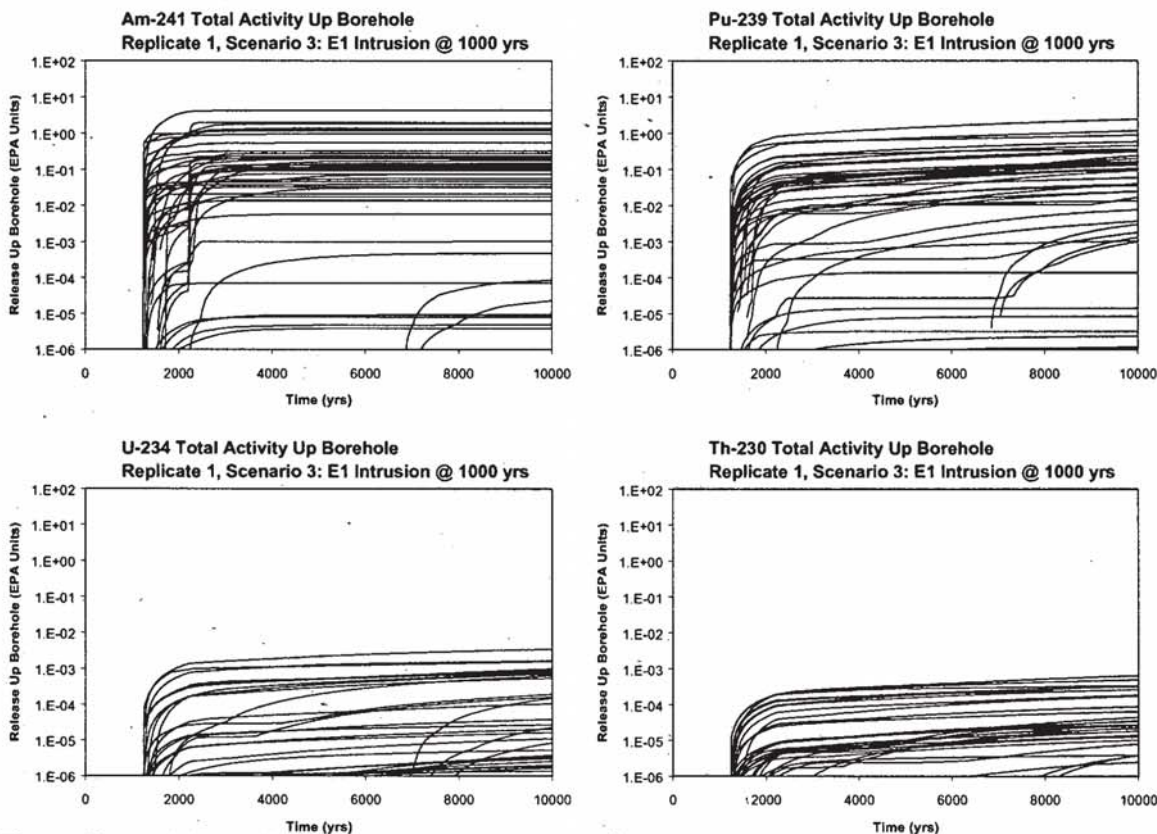 Am-241 Total Activity Up Borehole
Replicate 1, Scenario 3: E1 Intrusion @ 1000 yrs
Release Up Borehole (EPA Units)
1.E+02
1.E+01
1.E+00
1.E-01
1.E-02
1.E-03
1.E-04
1.E-05
1.E-06
0 2000 4000 6000 8000 10000
Time (yrs)
Pu-239 Total Activity Up Borehole
Replicate 1, Scenario 3: E1 Intrusion @ 1000 yrs
Release Up Borehole (EPA Units)
1.E+02
1.E+01
1.E+00
1.E-01
1.E-02
1.E-03
1.E-04
1.E-05
1.E-06
0 2000 4000 6000 8000 10000
Time (yrs)
U-234 Total Activity Up Borehole
Replicate 1, Scenario 3: E1 Intrusion @ 1000 yrs
Release Up Borehole (EPA Units)
1.E+02
1.E+01
1.E+00
1.E-01
1.E-02
1.E-03
1.E-04
1.E-05
1.E-06
0 2000 4000 6000 8000 10000
Time (yrs)
Th-230 Total Activity Up Borehole
Replicate 1, Scenario 3: E1 Intrusion @ 1000 yrs
Release Up Borehole (EPA Units)
1.E+02
1.E+01
1.E+00
1.E-01
1.E-02
1.E-03
1.E-04
1.E-05
1.E-06
0 2000 4000 6000 8000 10000
Time (yrs)